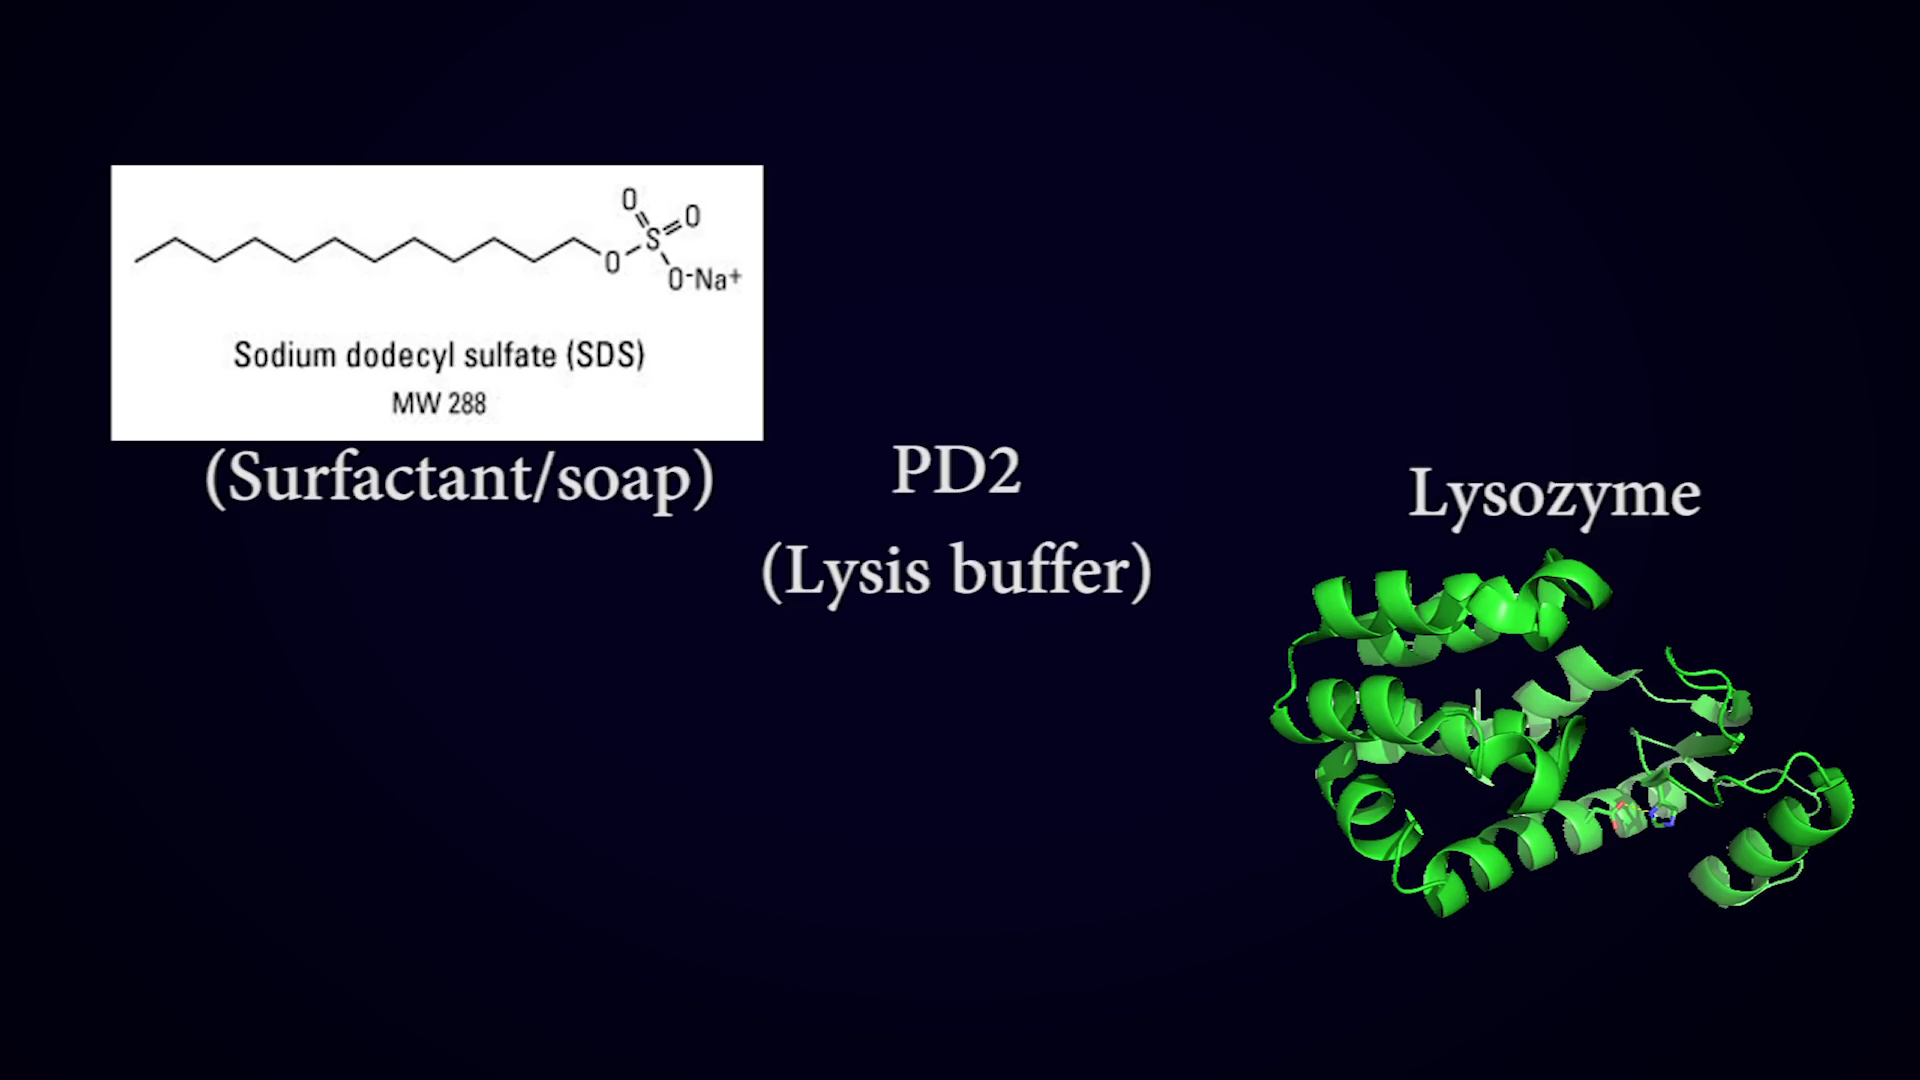 O
O
S
O
O-Na+
Sodium dodecyl sulfate (SDS)
MW 288
(Surfactant/soap)
PD2
(Lysis buffer)
Lysozyme